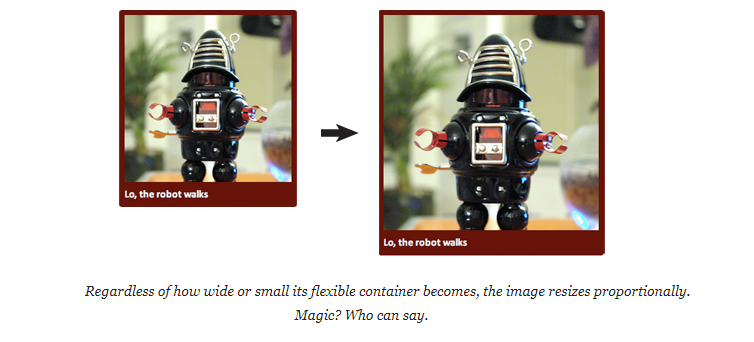 Lo, the robot walks
Lo, the robot walks
Regardless of how wide or small its flexible container becomes, the image resizes proportionally.
Magic? Who can say.